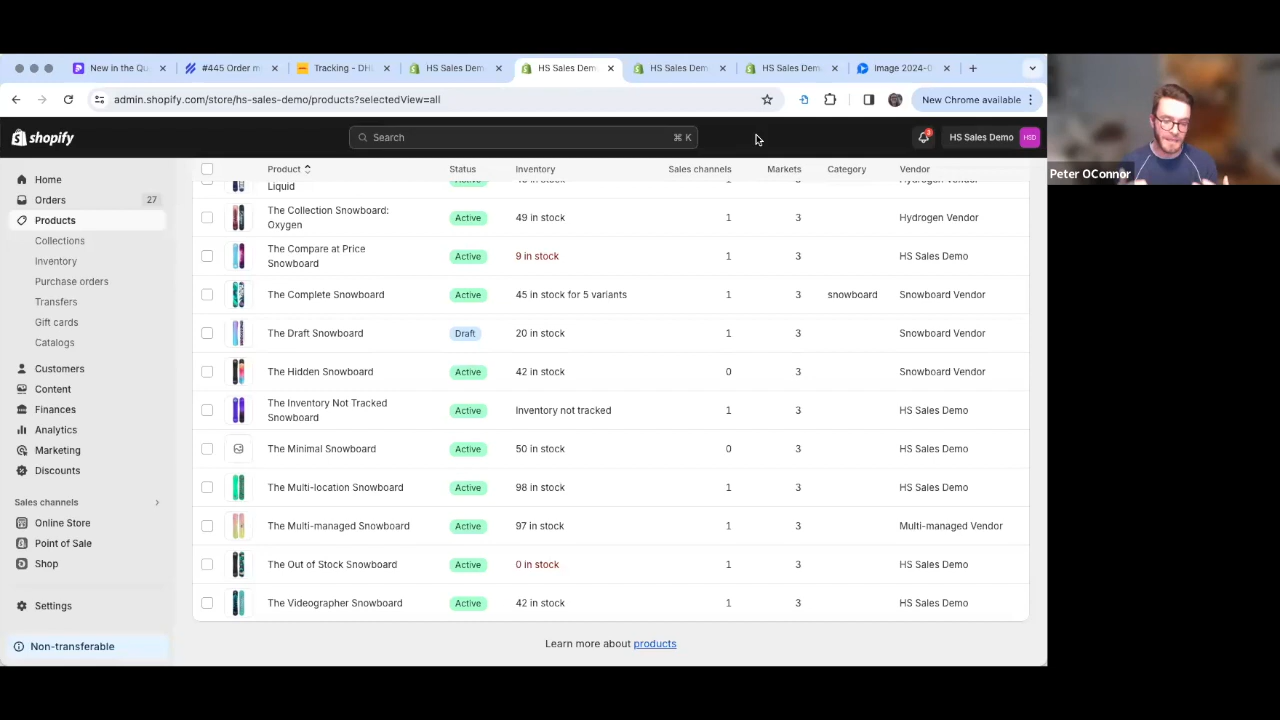 New in the Qu
#445 Order m
Tracking - DH
HS Sales Dem
HS Sales Dem
HS Sales Dem
HS Sales Dem
Image 2024-0
admin.shopify.com/store/hs-sales-demo/products?selectedView=all
New Chrome available
shopify
Search
⌘ K
3
HS Sales Demo
HSD
Peter OConnor
Home
Orders 27
Products
Collections
Inventory
Purchase orders
Transfers
Gift cards
Catalogs
Customers
Content
Finances
Analytics
Marketing
Discounts
Sales channels
Online Store
Point of Sale
Shop
Settings
Non-transferable
Product Status Inventory Sales channels Markets Category Vendor
Liquid
The Collection Snowboard:
Oxygen
Active 49 in stock 1 3 Hydrogen Vendor
The Compare at Price
Snowboard
Active 9 in stock 1 3 HS Sales Demo
The Complete Snowboard Active 45 in stock for 5 variants 1 3 snowboard Snowboard Vendor
The Draft Snowboard Draft 20 in stock 1 3 Snowboard Vendor
The Hidden Snowboard Active 42 in stock 0 3 Snowboard Vendor
The Inventory Not Tracked
Snowboard
Active Inventory not tracked 1 3 HS Sales Demo
The Minimal Snowboard Active 50 in stock 0 3 HS Sales Demo
The Multi-location Snowboard Active 98 in stock 1 3 HS Sales Demo
The Multi-managed Snowboard Active 97 in stock 1 3 Multi-managed Vendor
The Out of Stock Snowboard Active 0 in stock 1 3 HS Sales Demo
The Videographer Snowboard Active 42 in stock 1 3 HS Sales Demo
Learn more about products